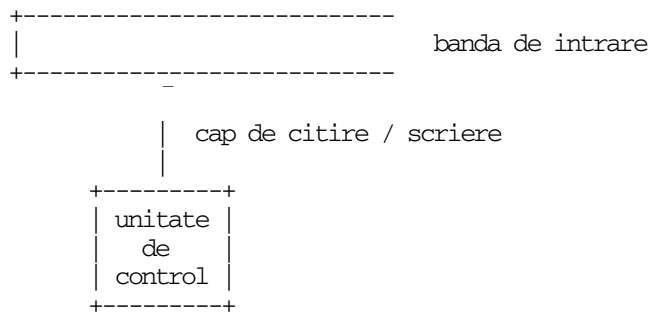 banda de intrare
cap de citire / scriere
unitate
de
control